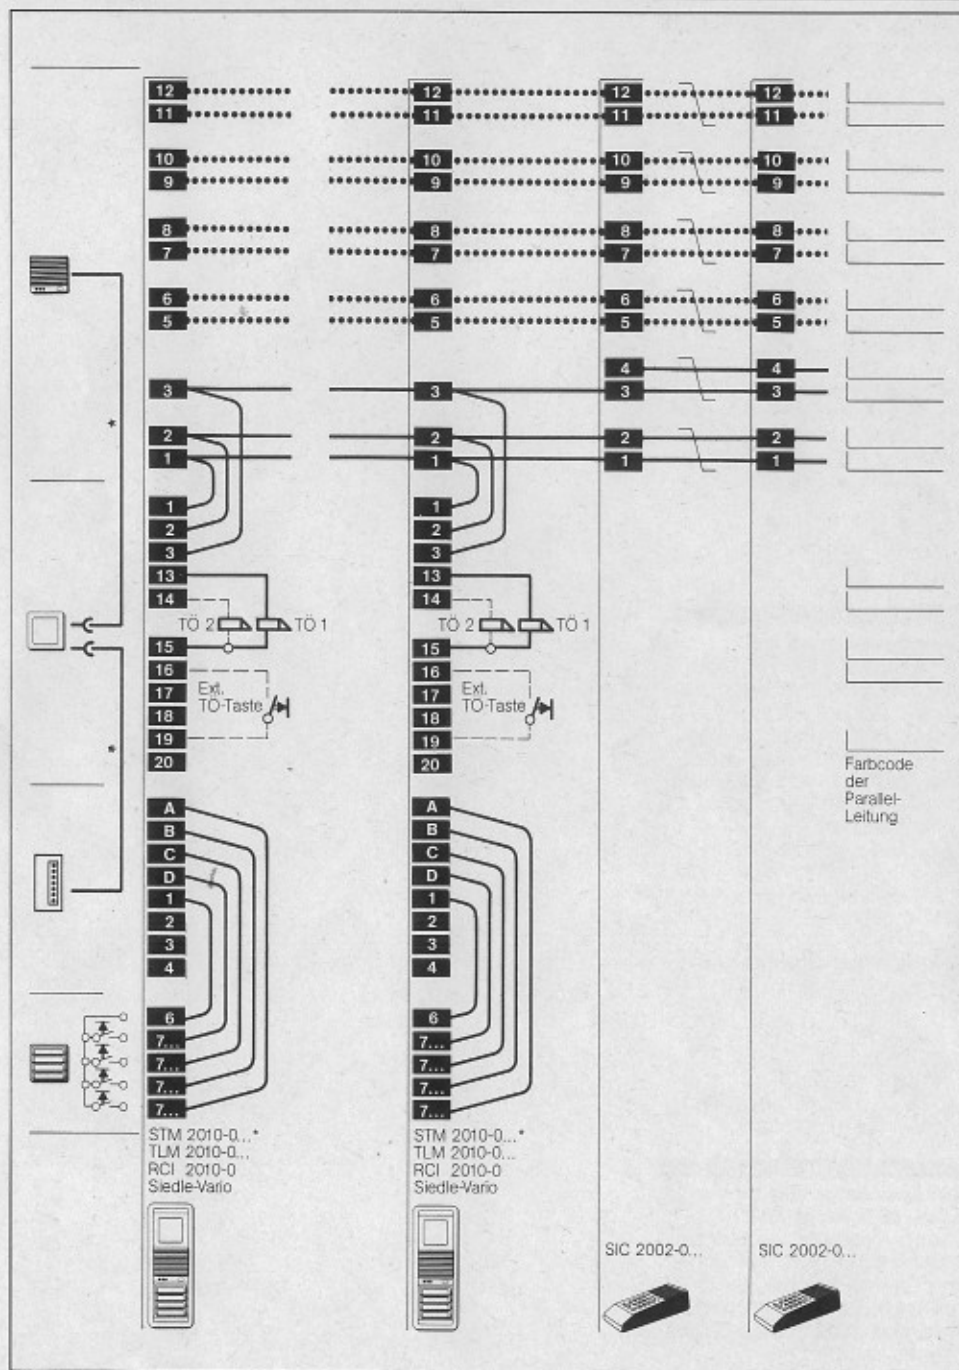 12 12 12 12
11 11 11 11
10 10 10 10
9 9 9 9
8 8 8 8
7 7 7 7
6 6 6 6
5 5 5 5
4 4
3 3 3 3
*
2 2 2 2
1 1 1 1
1 1
2 2
3 3
13 13
14 14
TÖ 2 TÖ 1 TÖ 2 TÖ 1
15 15
16 16
Ext. Ext.
17 17
TÖ-Taste TÖ-Taste
18 18
19 19
*
20 20
Farbcode
der
Parallel-
Leitung
A A
B B
C C
D D
1 1
2 2
3 3
4 4
6 6
7... 7...
7... 7...
7... 7...
7... 7...
STM 2010-0...* STM 2010-0...*
TLM 2010-0... TLM 2010-0...
RCI 2010-0 RCI 2010-0
Siedle-Vario Siedle-Vario
SIC 2002-0... SIC 2002-0...